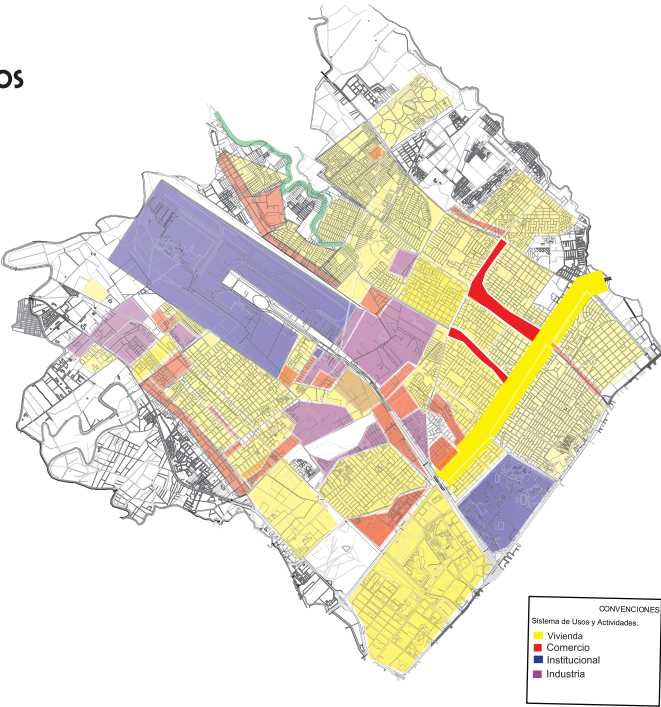 os
CONVENCIONES
Sistema de Usos y Actividades.
Vivienda
Comercio
Institucional
Industria